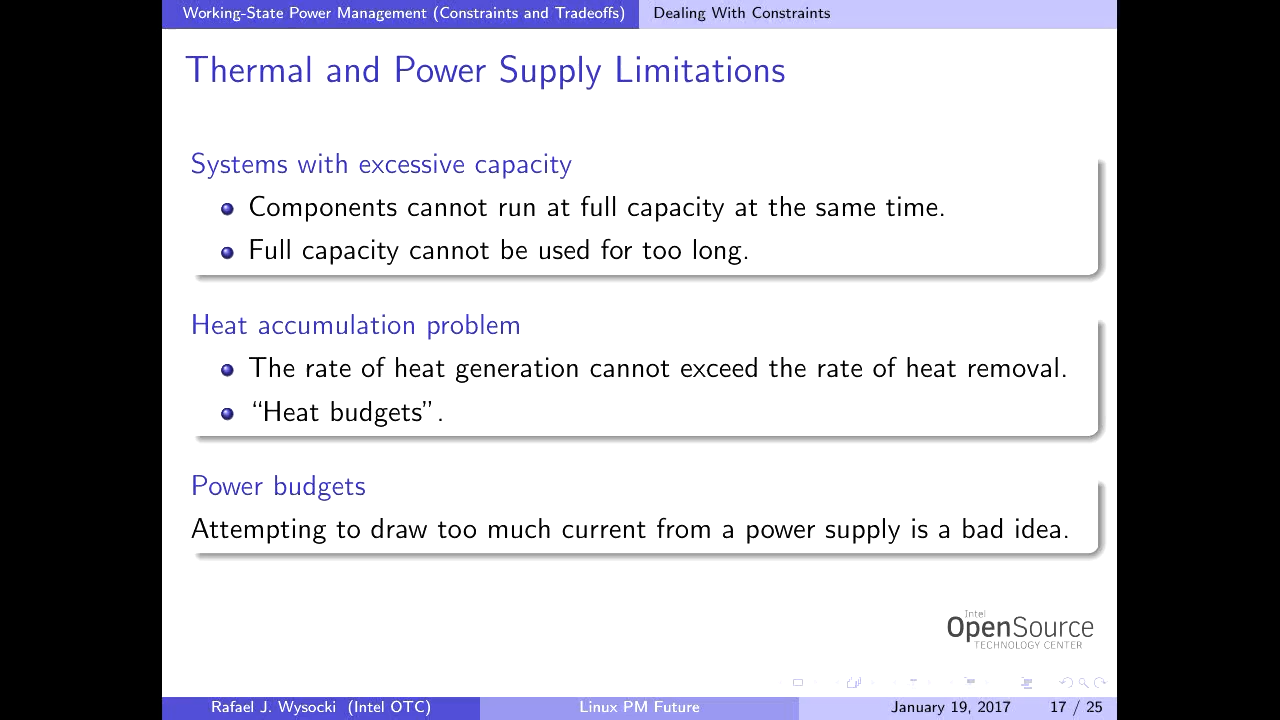 Working-State Power Management (Constraints and Tradeoffs) Dealing With Constraints
Thermal and Power Supply Limitations
Systems with excessive capacity
Components cannot run at full capacity at the same time.
Full capacity cannot be used for too long.
Heat accumulation problem
The rate of heat generation cannot exceed the rate of heat removal.
“Heat budgets”.
Power budgets
Attempting to draw too much current from a power supply is a bad idea.
Intel
OpenSource
TECHNOLOGY CENTER
Rafael J. Wysocki (Intel OTC) Linux PM Future January 19, 2017 17 / 25